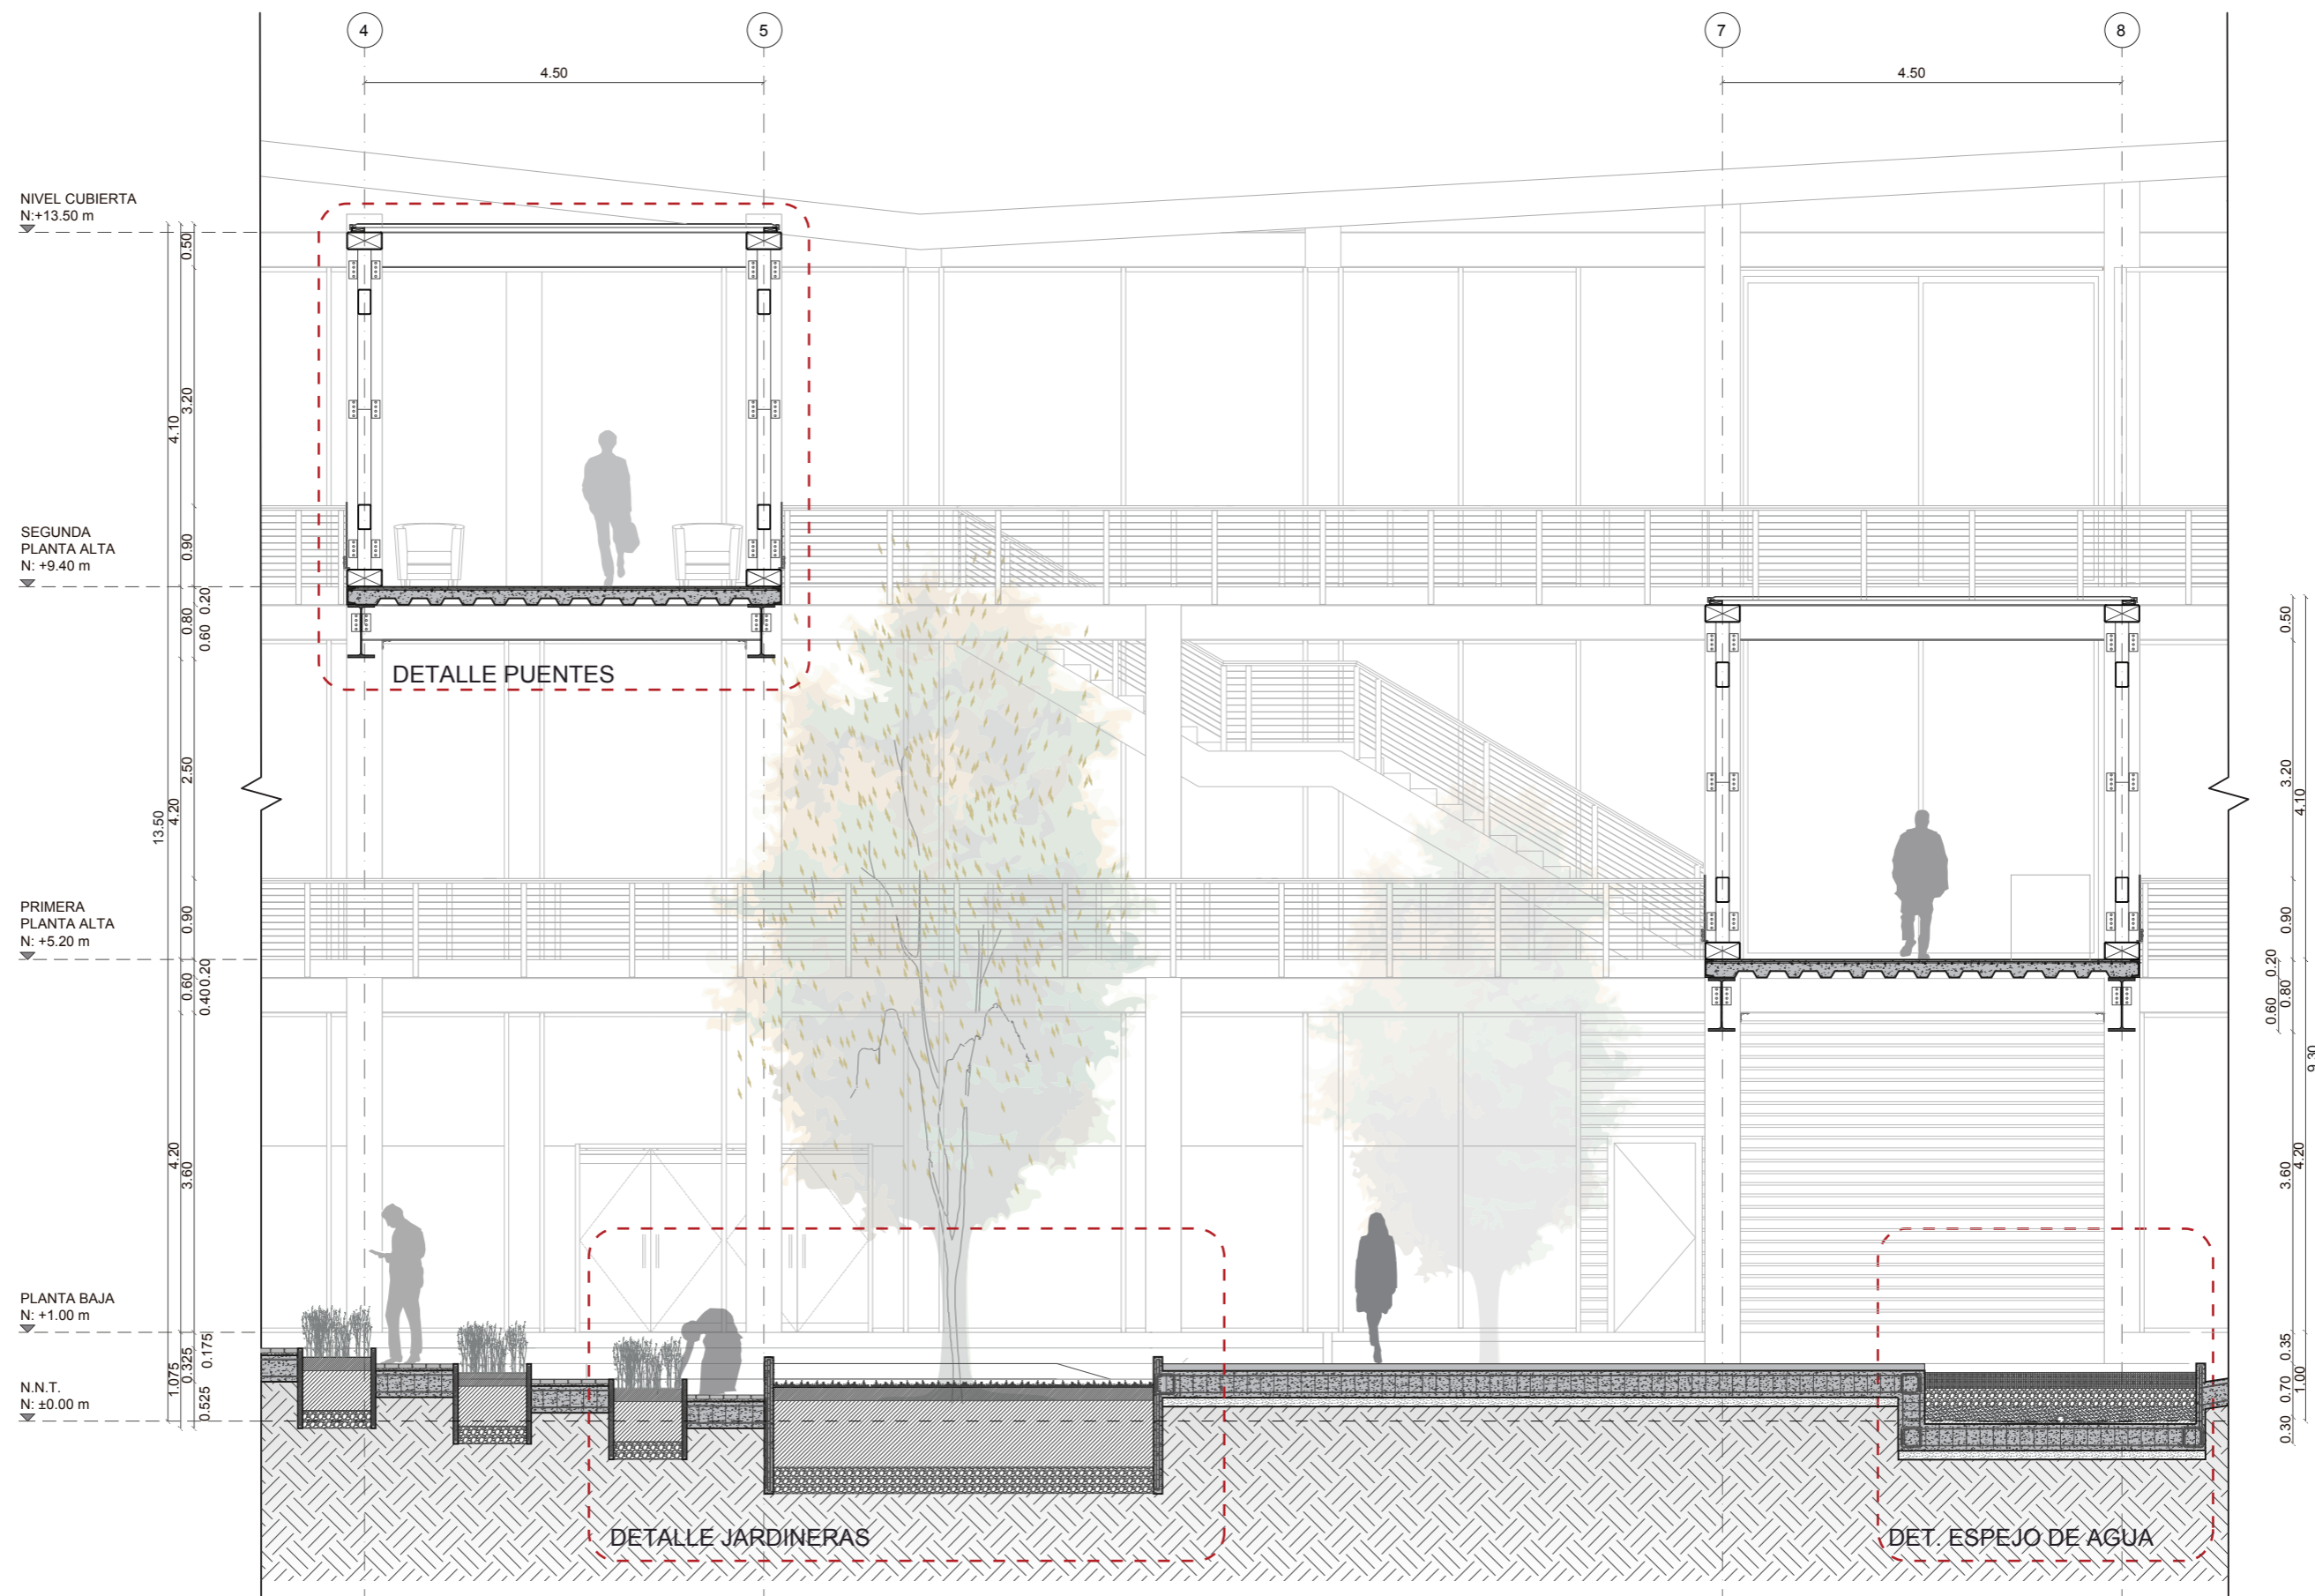 4
5
7
8
4.50
4.50
NIVEL CUBIERTA
N:+13.50 m
SEGUNDA
PLANTA ALTA
N: +9.40 m
PRIMERA
PLANTA ALTA
N: +5.20 m
PLANTA BAJA
N: +1.00 m
N.N.T.
N: ±0.00 m
0.50
3.20
4.10
0.90
0.20
0.80
0.60
2.50
4.20
13.50
0.90
0.20
0.60
0.40
4.20
3.60
0.175
0.325
1.075
0.525
DETALLE PUENTES
DETALLE JARDINERAS
DET. ESPEJO DE AGUA
0.50
3.20
4.10
0.90
0.20
0.80
0.60
9.30
3.60
4.20
0.35
1.00
0.70
0.30